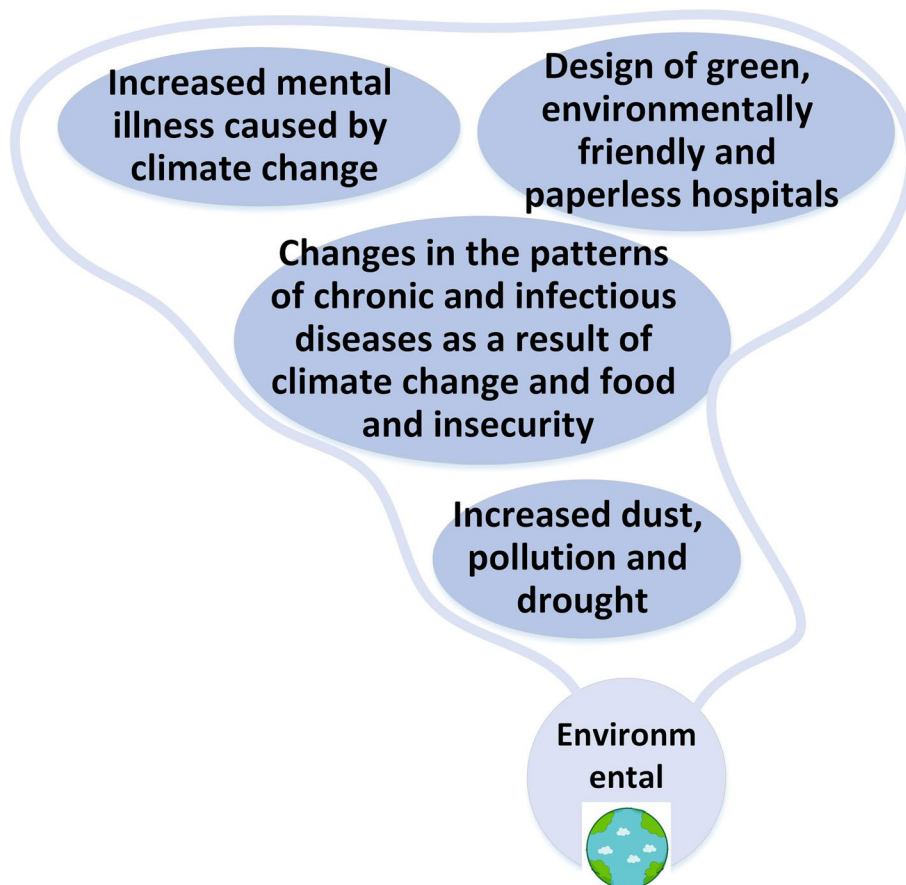 Increased mental
illness caused by
climate change
Design of green,
environmentally
friendly and
paperless hospitals
Changes in the patterns
of chronic and infectious
diseases as a result of
climate change and food
and insecurity
Increased dust,
pollution and
drought
Environm
ental